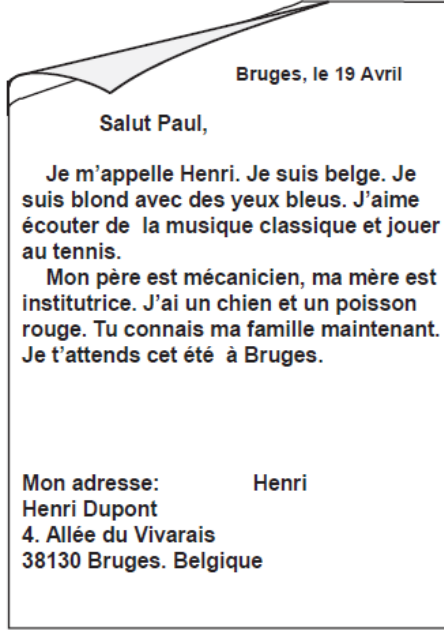 Bruges, le 19 Avril
Salut Paul,
Je m’appelle Henri. Je suis belge. Je
suis blond avec des yeux bleus. J’aime
écouter de la musique classique et jouer
au tennis.
Mon père est mécanicien, ma mère est
institutrice. J’ai un chien et un poisson
rouge. Tu connais ma famille maintenant.
Je t’attends cet été à Bruges.
Mon adresse: Henri
Henri Dupont
4. Allée du Vivarais
38130 Bruges. Belgique